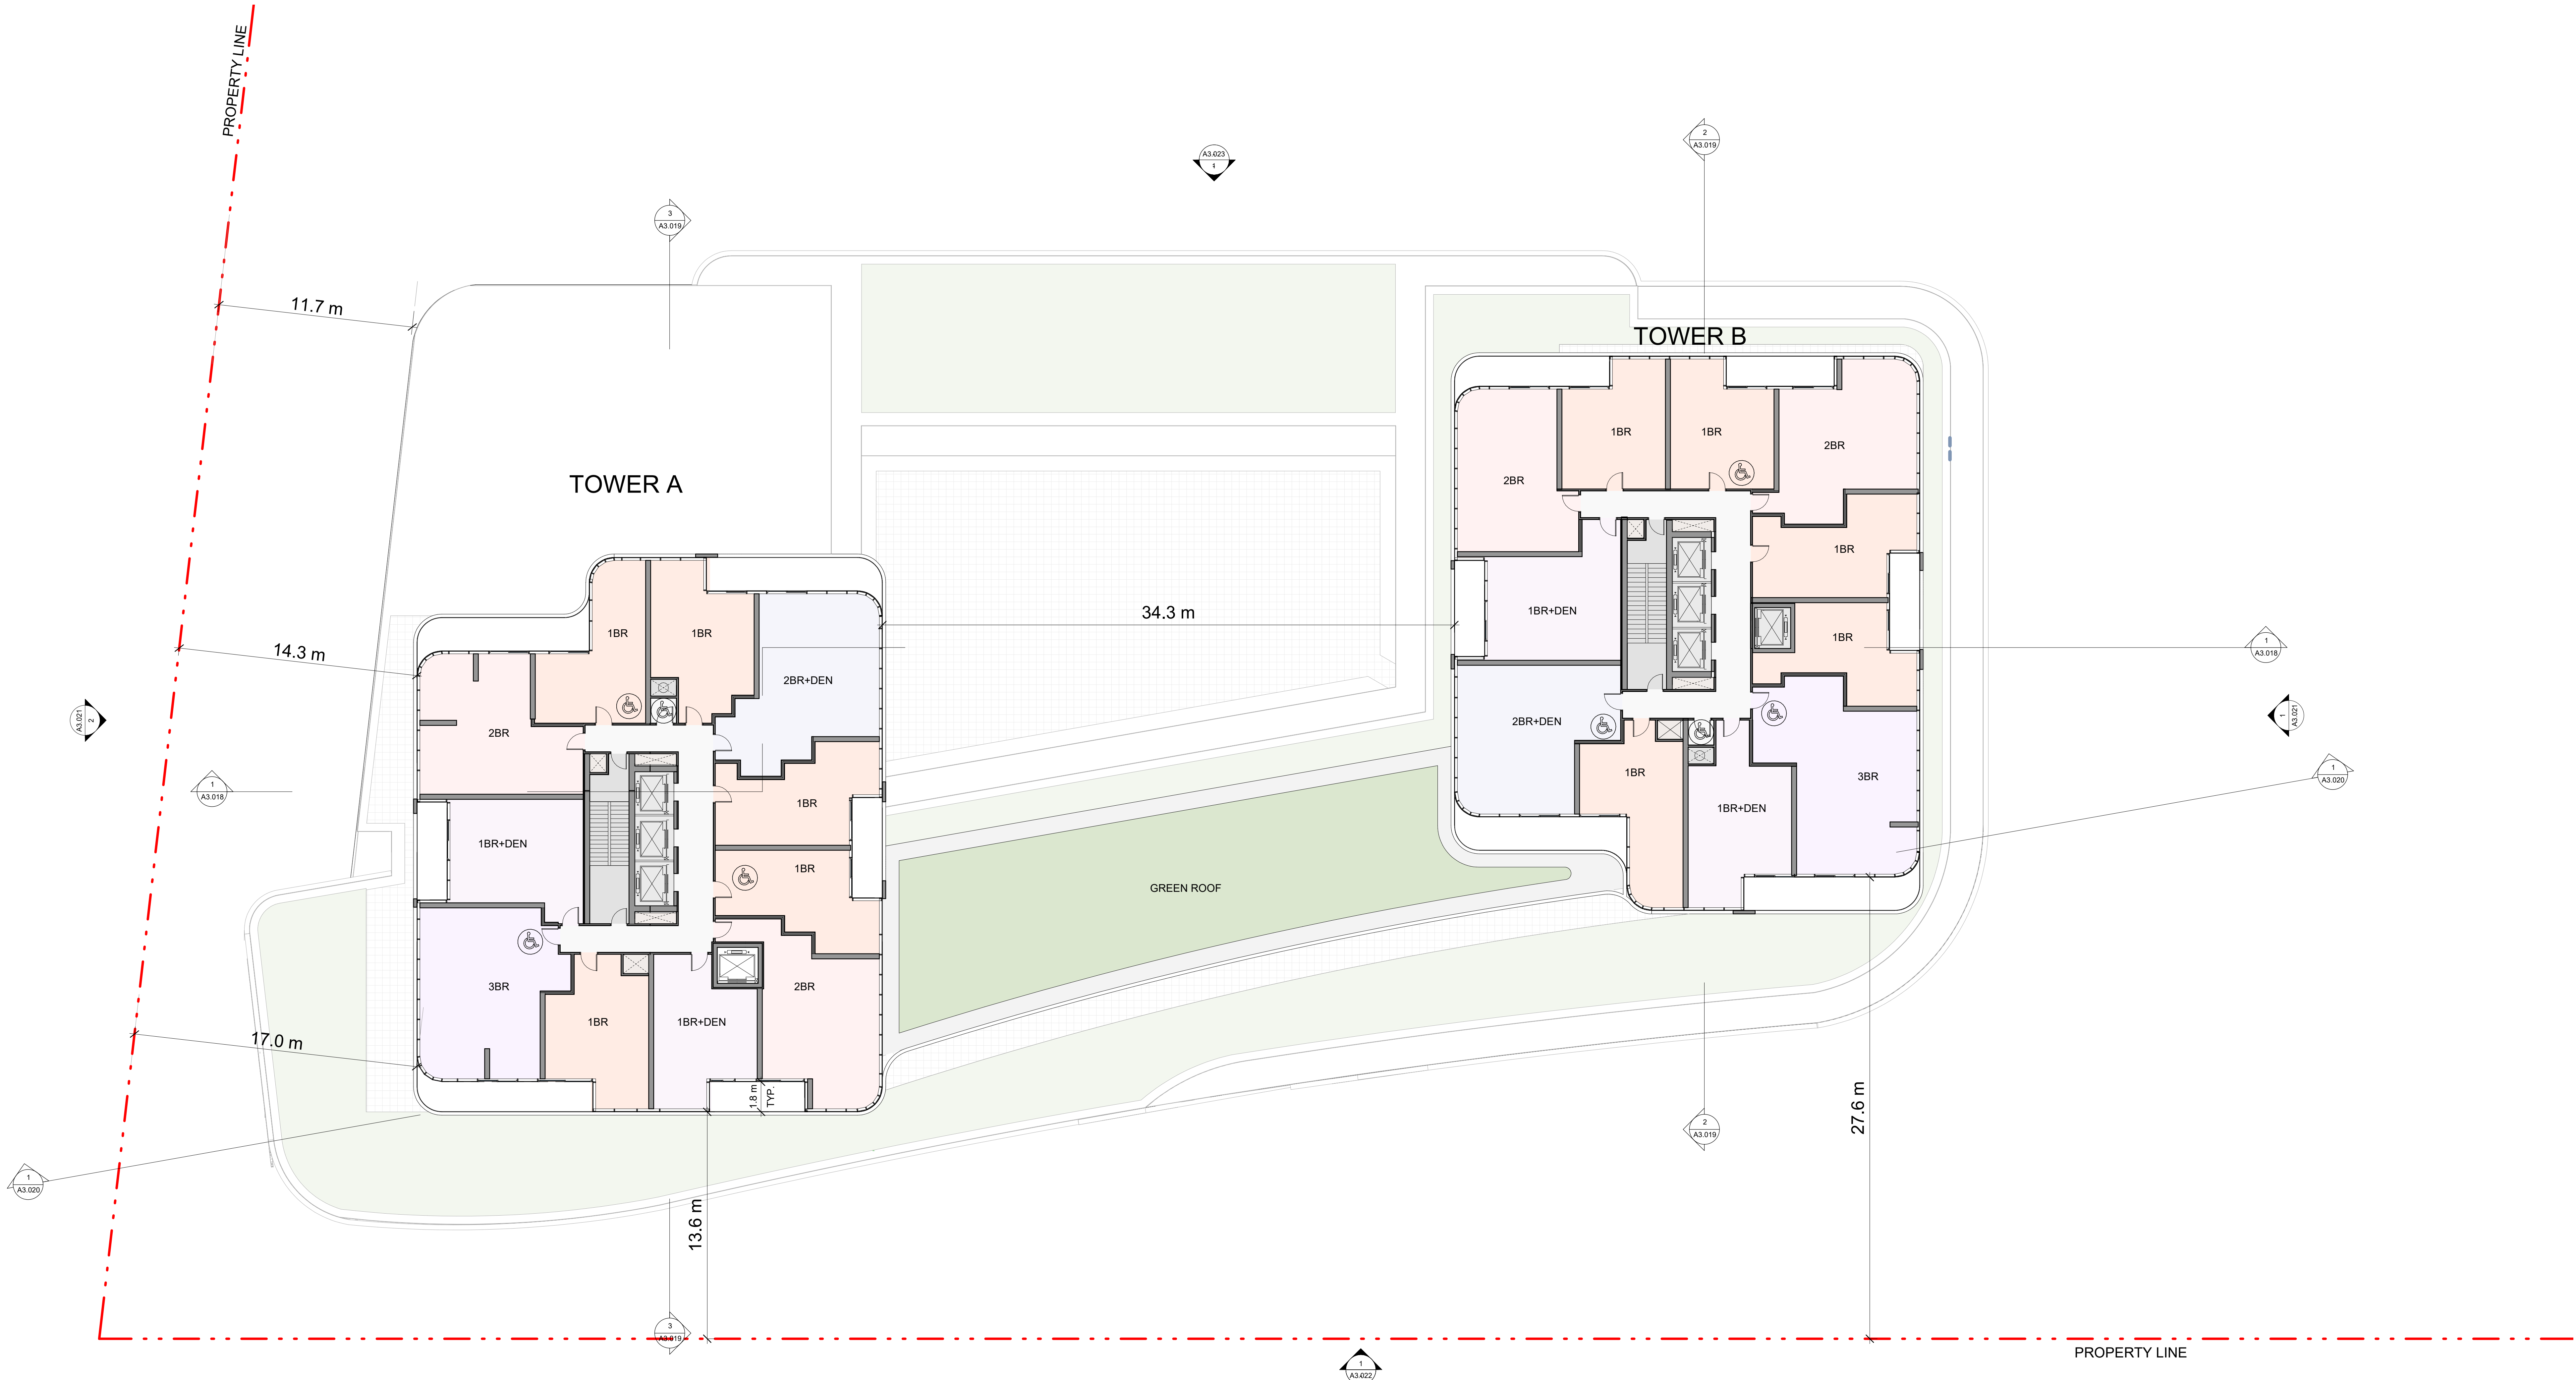 PROPERTY LINE
2
A3.019
A3.023
1
3
A3.019
11.7 m
TOWER B
1BR
1BR
2BR
2BR
TOWER A
1BR
1BR+DEN
34.3 m
1BR
1BR
1BR
14.3 m
1
A3.018
2BR+DEN
A3.021
2
1
A3.021
2BR
2BR+DEN
1BR
3BR
1
A3.020
1
A3.018
1BR
1BR+DEN
1BR+DEN
1BR
GREEN ROOF
3BR
2BR
1BR
1BR+DEN
17.0 m
1.8 m
TYP.
27.6 m
2
A3.019
1
A3.020
13.6 m
3
A3.019
PROPERTY LINE
1
A3.022